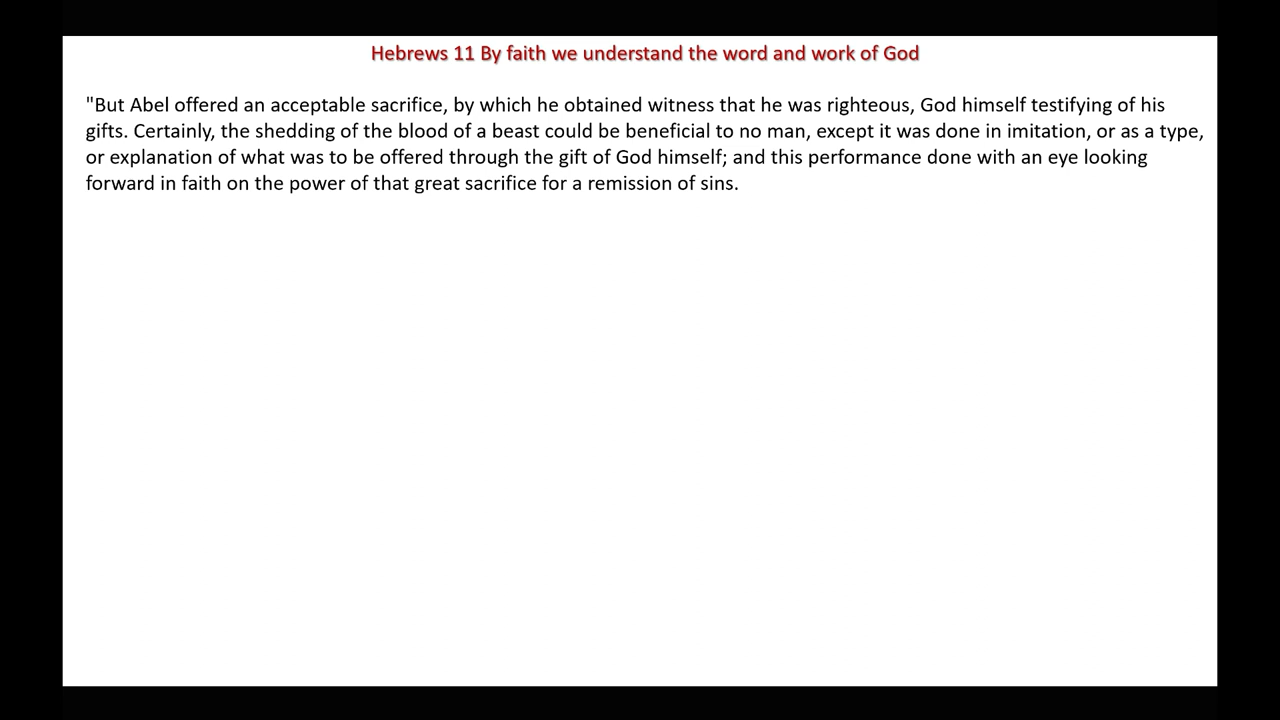 Hebrews 11 By faith we understand the word and work of God
"But Abel offered an acceptable sacrifice, by which he obtained witness that he was righteous, God himself testifying of his
gifts. Certainly, the shedding of the blood of a beast could be beneficial to no man, except it was done in imitation, or as a type,
or explanation of what was to be offered through the gift of God himself; and this performance done with an eye looking
forward in faith on the power of that great sacrifice for a remission of sins.